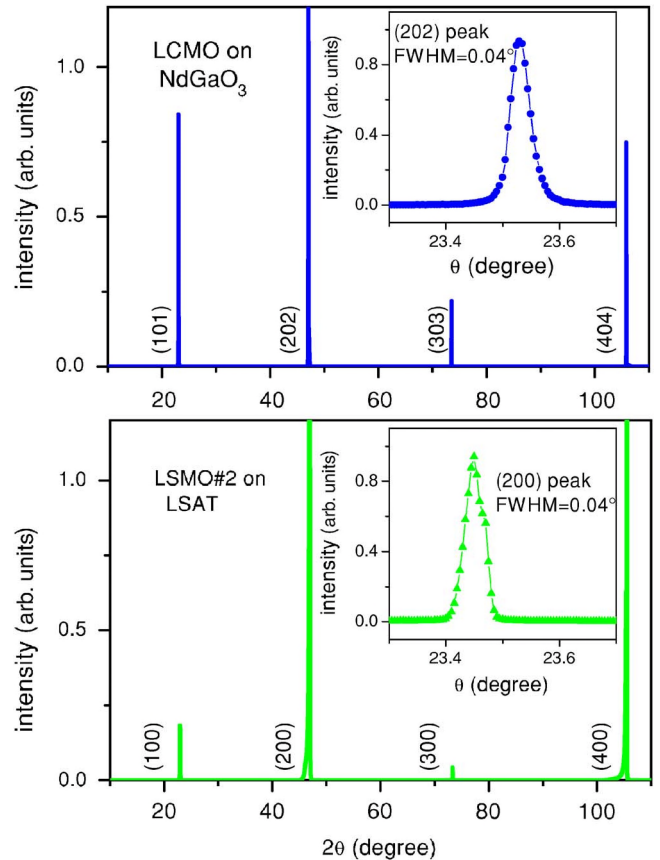 LCMO on
NdGaO₃
intensity (arb. units)
1.0
0.5
0.0
(101)
(202)
(303)
(404)
20
40
60
80
100
(202) peak
FWHM=0.04°
intensity (arb. units)
0.8
0.4
0.0
23.4
23.6
θ (degree)
LSMO#2 on
LSAT
intensity (arb. units)
1.0
0.5
0.0
(100)
(200)
(300)
(400)
20
40
60
80
100
2θ (degree)
(200) peak
FWHM=0.04°
intensity (arb. units)
0.8
0.4
0.0
23.4
23.6
θ (degree)